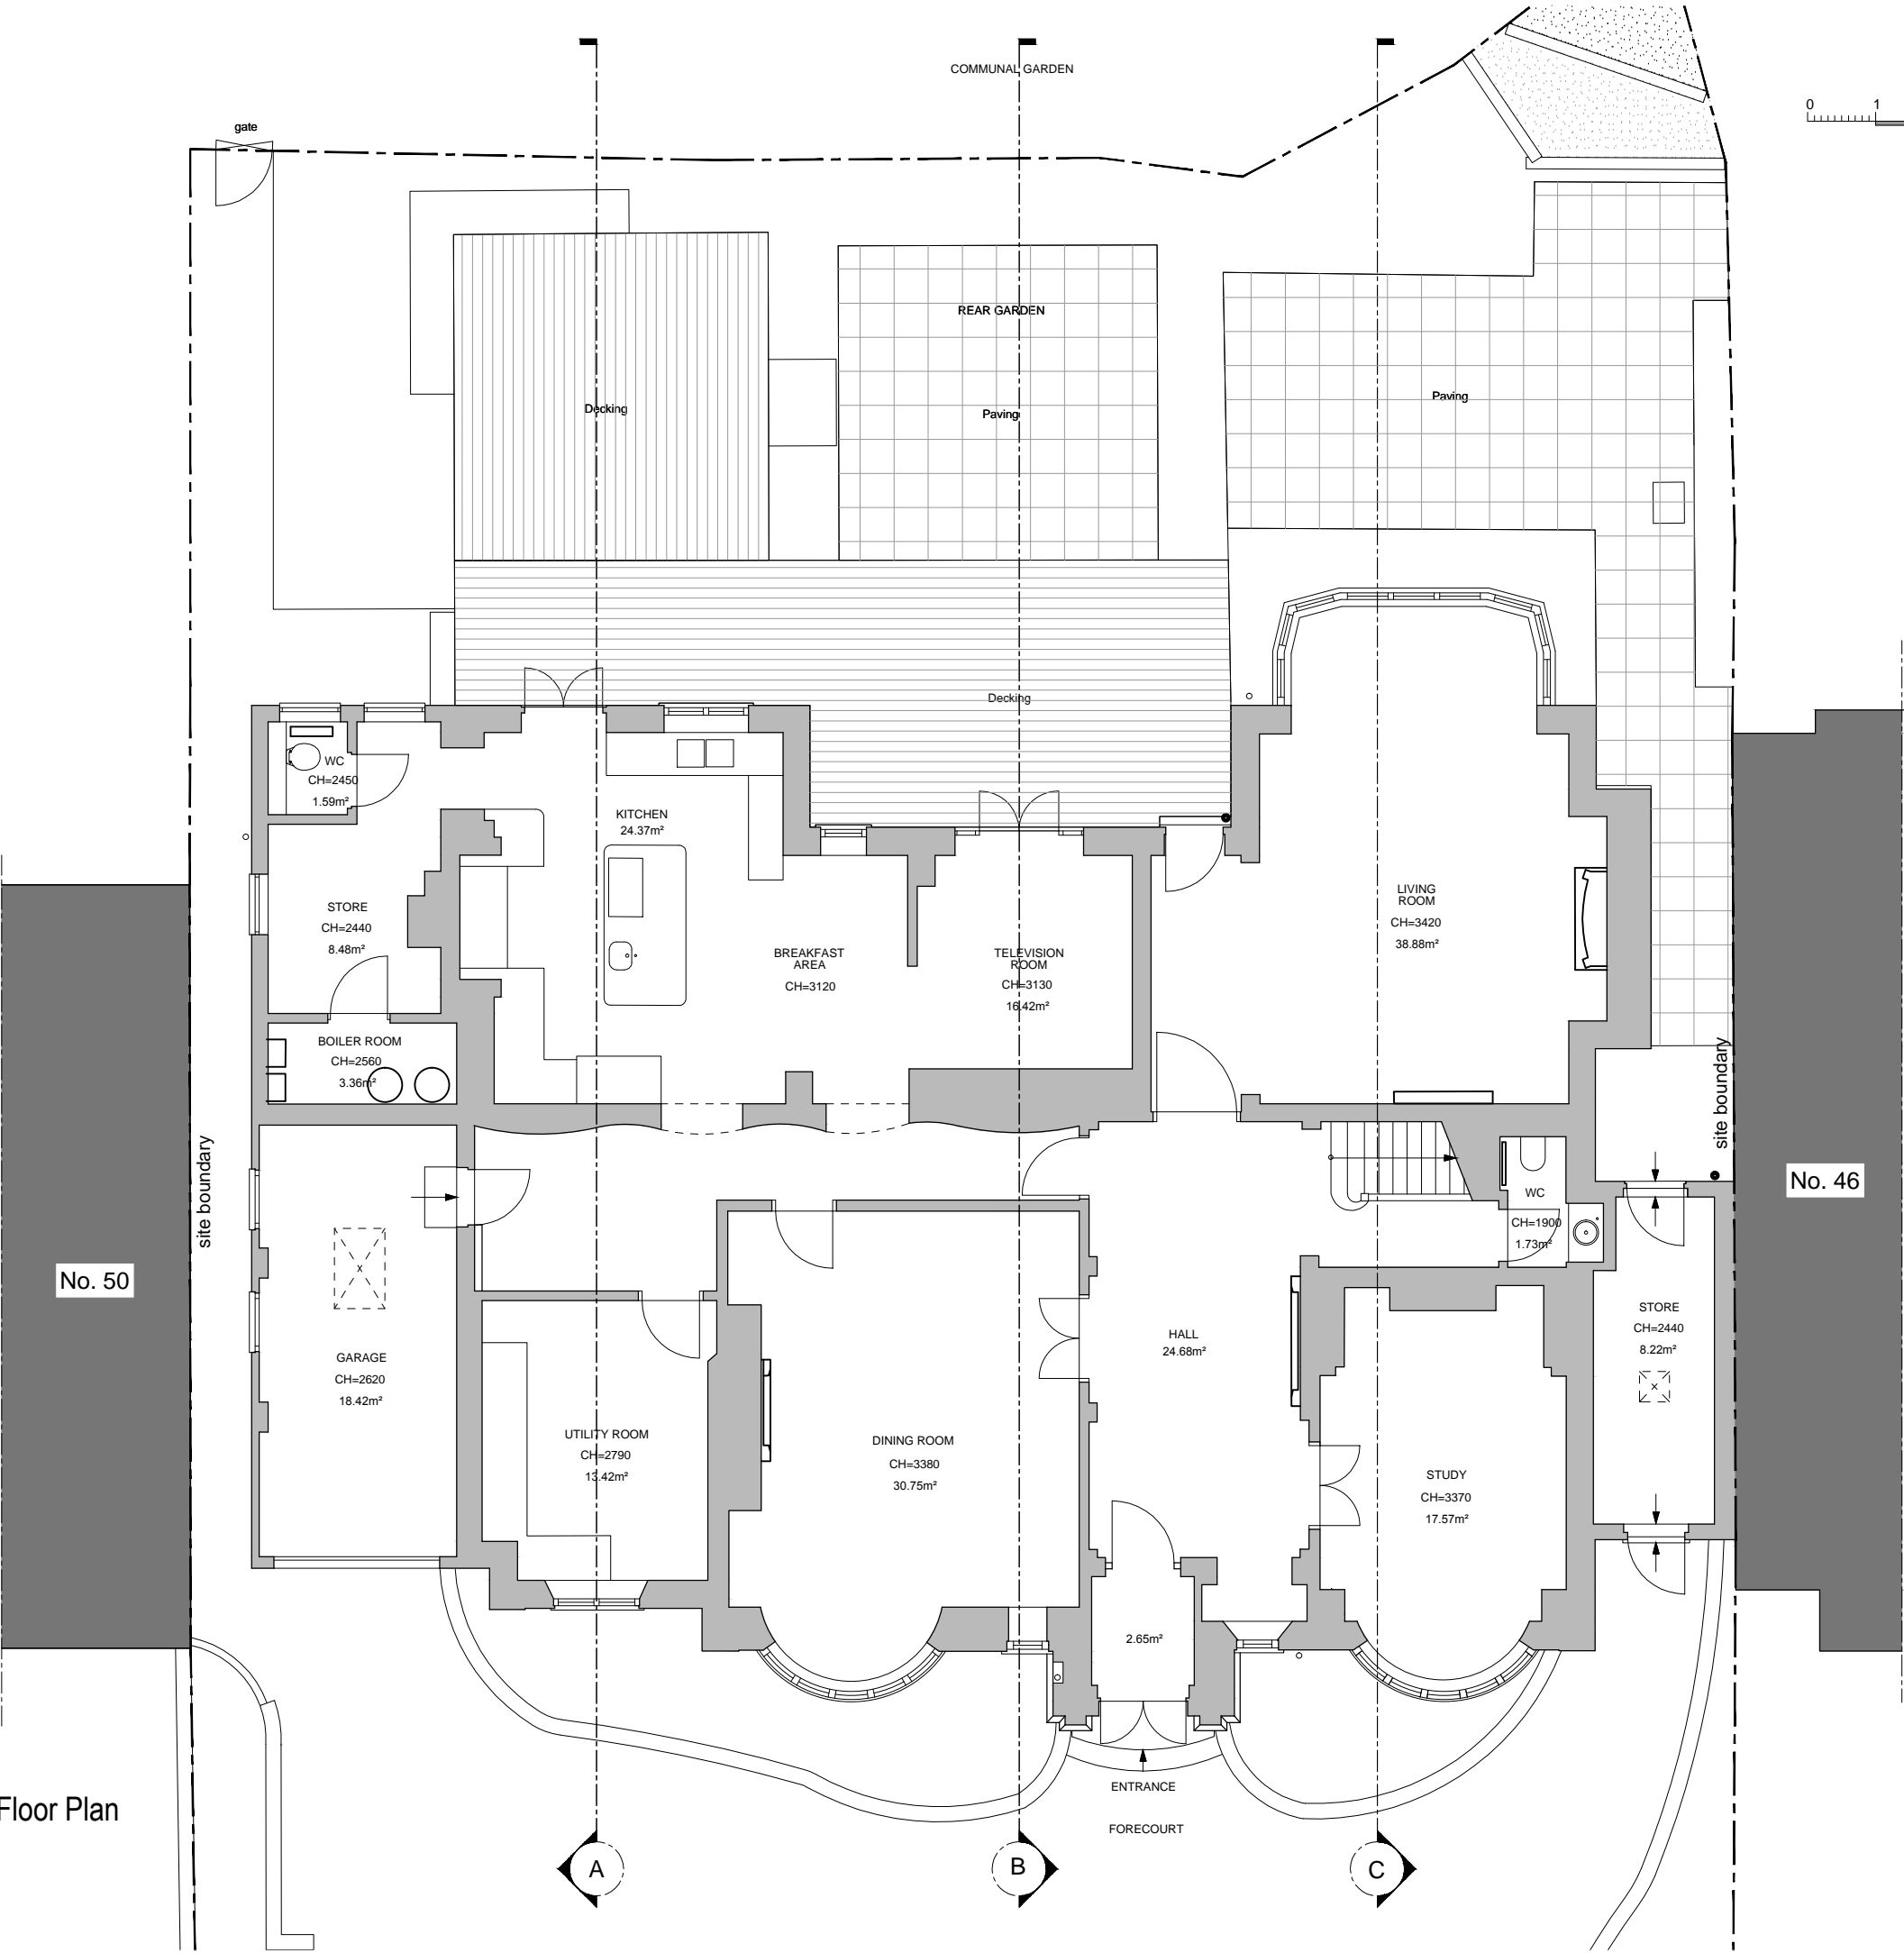 COMMUNAL GARDEN
gate
0 1
REAR GARDEN
Decking
Paving
Paving
Decking
WC
CH=2450
1.59m²
KITCHEN
24.37m²
STORE
CH=2440
8.48m²
BREAKFAST
AREA
CH=3120
TELEVISION
ROOM
CH=3130
16.42m²
LIVING
ROOM
CH=3420
38.88m²
BOILER ROOM
CH=2560
3.36m²
site boundary
site boundary
No. 50
No. 46
WC
CH=1900
1.73m²
GARAGE
CH=2620
18.42m²
HALL
24.68m²
STORE
CH=2440
8.22m²
UTILITY ROOM
CH=2790
13.42m²
DINING ROOM
CH=3380
30.75m²
STUDY
CH=3370
17.57m²
2.65m²
ENTRANCE
FORECOURT
Floor Plan
A
B
C